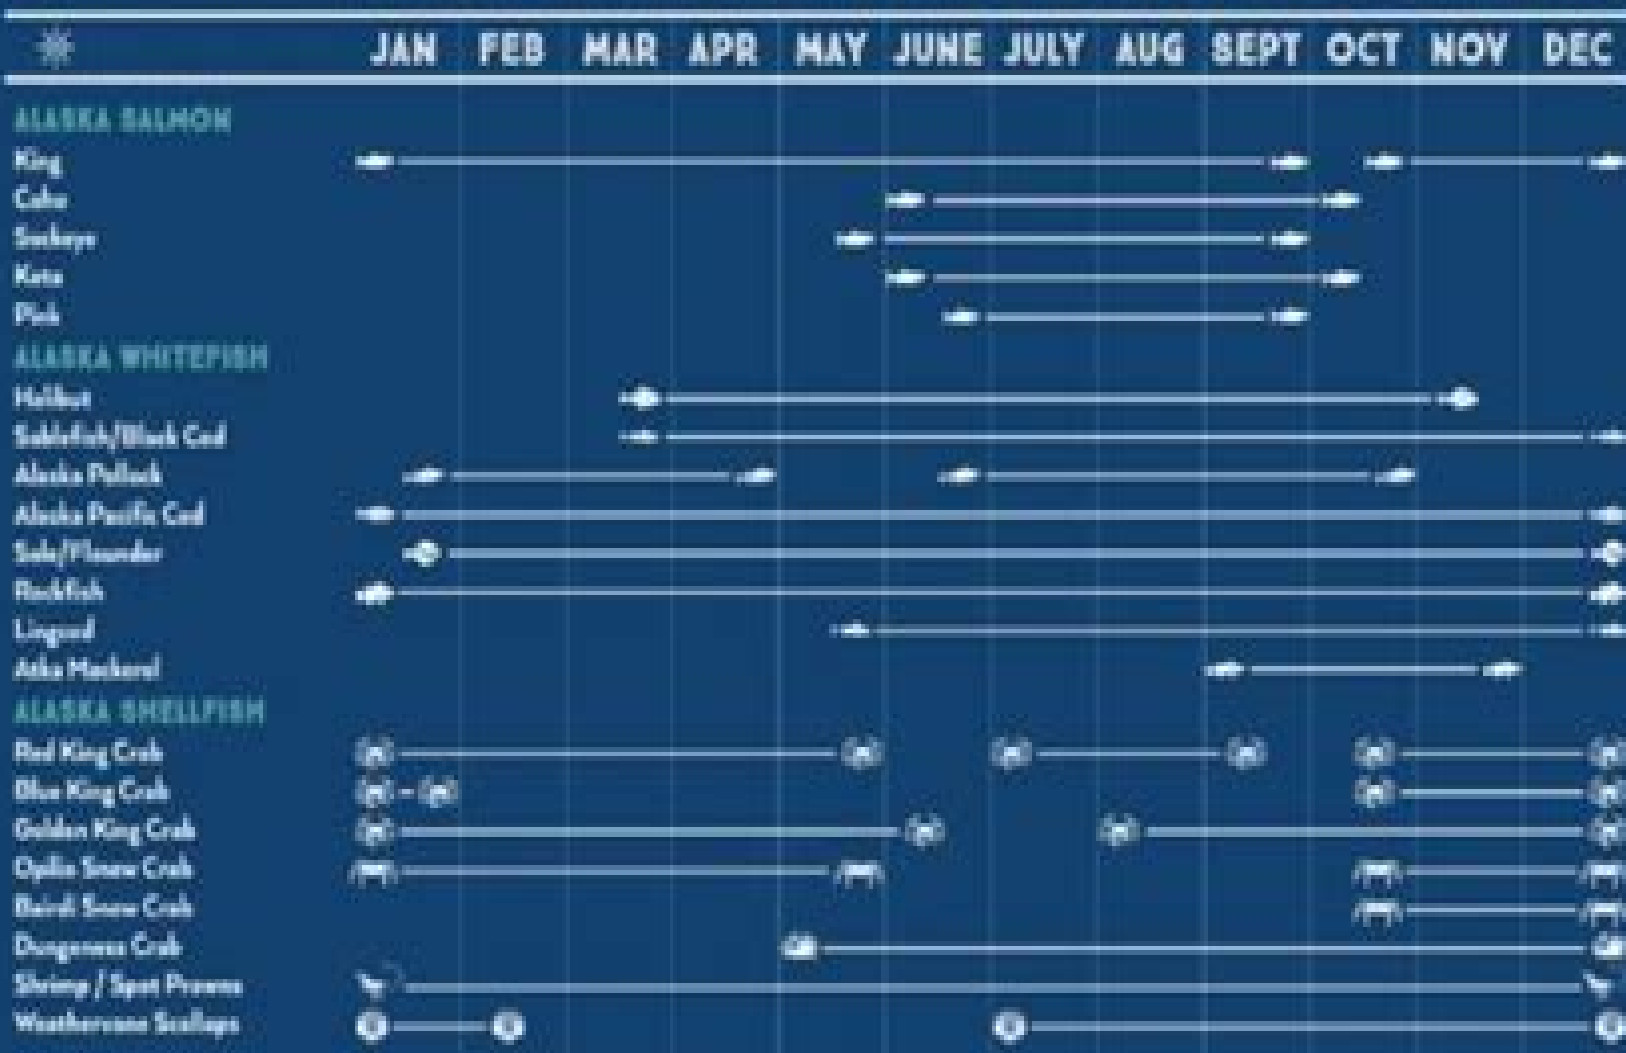 JAN FEB MAR APR MAY JUNE JULY AUG SEPT OCT NOV DEC
ALASKA SALMON
King
Coho
Sockeye
Keta
Pink
ALASKA WHITEFISH
Halibut
Sablefish/Black Cod
Alaska Pollock
Alaska Pacific Cod
Sole/Flounder
Rockfish
Lingcod
Atka Mackerel
ALASKA SHELLFISH
Red King Crab
Blue King Crab
Golden King Crab
Opilio Snow Crab
Bairdi Snow Crab
Dungeness Crab
Shrimp / Spot Prawns
Weathervane Scallops